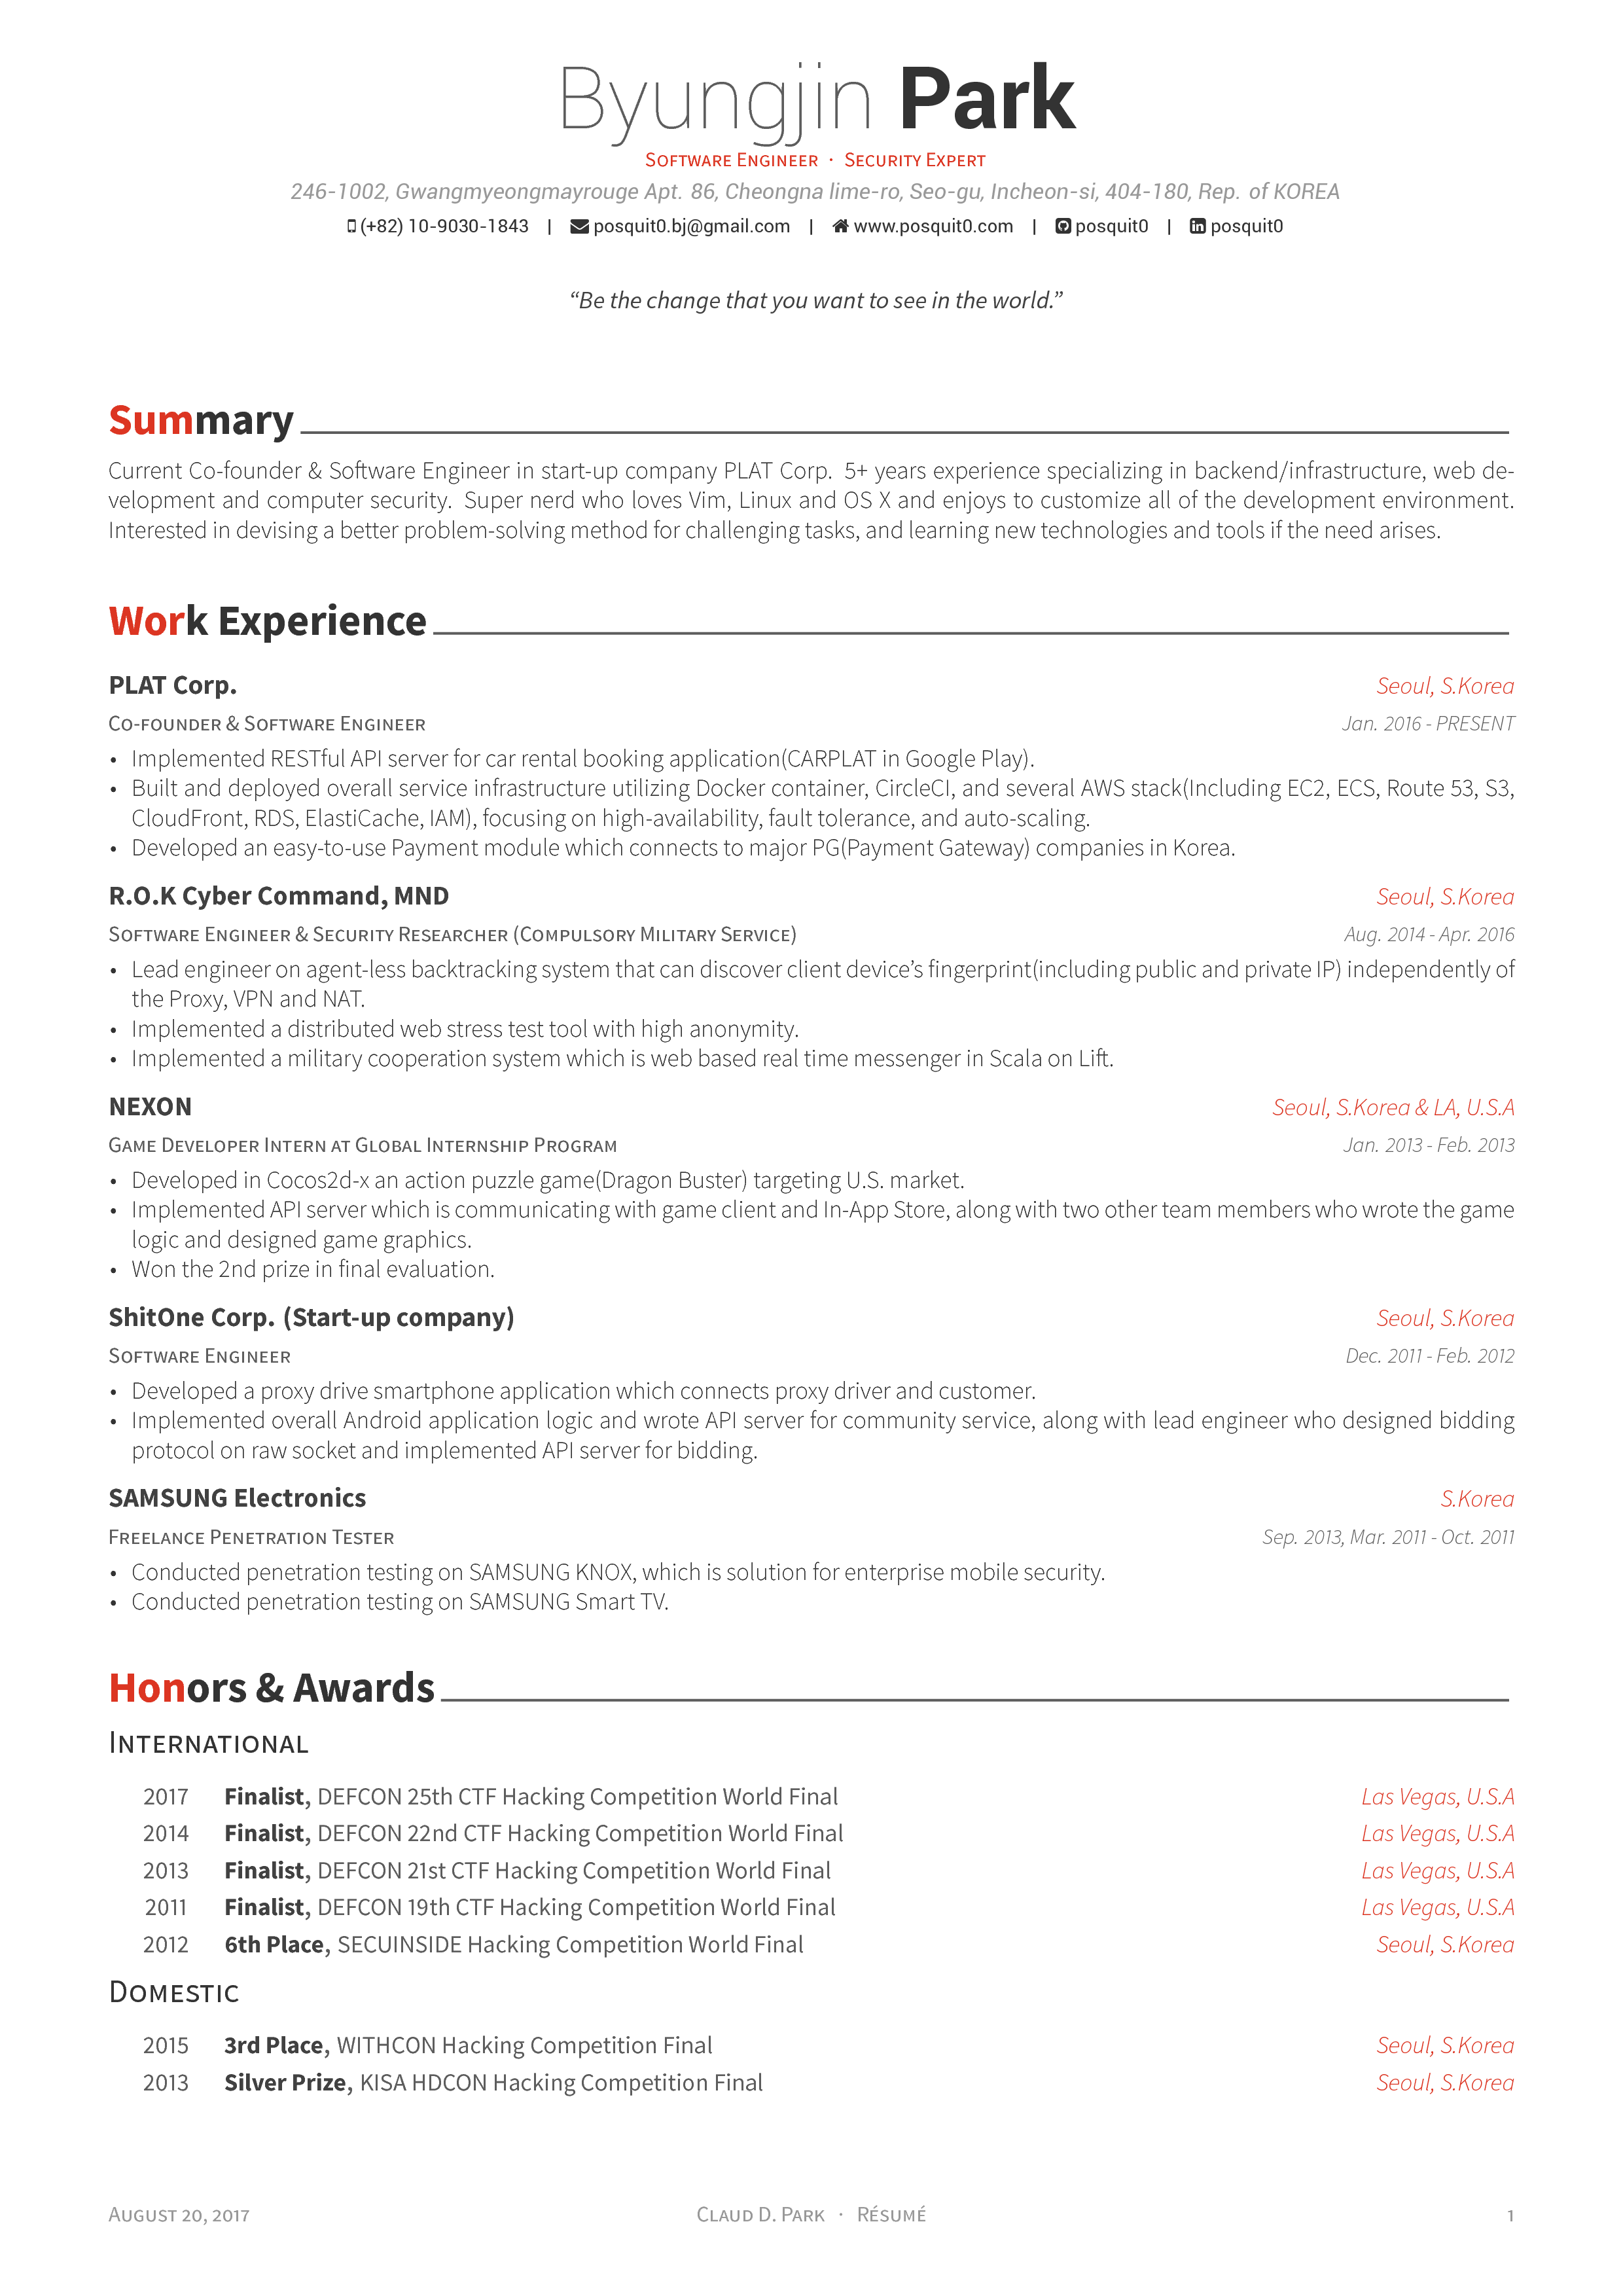 Byungjin Park
Software Engineer · Security Expert
246-1002, Gwangmyeongmayrouge Apt. 86, Cheongna lime-ro, Seo-gu, Incheon-si, 404-180, Rep. of KOREA
(+82) 10-9030-1843 | posquit0.bj@gmail.com | www.posquit0.com | posquit0 | posquit0
“Be the change that you want to see in the world.”
Summary
Current Co-founder & Software Engineer in start-up company PLAT Corp. 5+ years experience specializing in backend/infrastructure, web de-
velopment and computer security. Super nerd who loves Vim, Linux and OS X and enjoys to customize all of the development environment.
Interested in devising a better problem-solving method for challenging tasks, and learning new technologies and tools if the need arises.
Work Experience
PLAT Corp. Seoul, S.Korea
Co-founder & Software Engineer Jan. 2016 - PRESENT
• Implemented RESTful API server for car rental booking application(CARPLAT in Google Play).
• Built and deployed overall service infrastructure utilizing Docker container, CircleCI, and several AWS stack(Including EC2, ECS, Route 53, S3,
CloudFront, RDS, ElastiCache, IAM), focusing on high-availability, fault tolerance, and auto-scaling.
• Developed an easy-to-use Payment module which connects to major PG(Payment Gateway) companies in Korea.
R.O.K Cyber Command, MND Seoul, S.Korea
Software Engineer & Security Researcher (Compulsory Military Service) Aug. 2014 - Apr. 2016
• Lead engineer on agent-less backtracking system that can discover client device’s fingerprint(including public and private IP) independently of
the Proxy, VPN and NAT.
• Implemented a distributed web stress test tool with high anonymity.
• Implemented a military cooperation system which is web based real time messenger in Scala on Lift.
NEXON Seoul, S.Korea & LA, U.S.A
Game Developer Intern at Global Internship Program Jan. 2013 - Feb. 2013
• Developed in Cocos2d-x an action puzzle game(Dragon Buster) targeting U.S. market.
• Implemented API server which is communicating with game client and In-App Store, along with two other team members who wrote the game
logic and designed game graphics.
• Won the 2nd prize in final evaluation.
ShitOne Corp. (Start-up company) Seoul, S.Korea
Software Engineer Dec. 2011 - Feb. 2012
• Developed a proxy drive smartphone application which connects proxy driver and customer.
• Implemented overall Android application logic and wrote API server for community service, along with lead engineer who designed bidding
protocol on raw socket and implemented API server for bidding.
SAMSUNG Electronics S.Korea
Freelance Penetration Tester Sep. 2013, Mar. 2011 - Oct. 2011
• Conducted penetration testing on SAMSUNG KNOX, which is solution for enterprise mobile security.
• Conducted penetration testing on SAMSUNG Smart TV.
Honors & Awards
International
2017 Finalist, DEFCON 25th CTF Hacking Competition World Final Las Vegas, U.S.A
2014 Finalist, DEFCON 22nd CTF Hacking Competition World Final Las Vegas, U.S.A
2013 Finalist, DEFCON 21st CTF Hacking Competition World Final Las Vegas, U.S.A
2011 Finalist, DEFCON 19th CTF Hacking Competition World Final Las Vegas, U.S.A
2012 6th Place, SECUINSIDE Hacking Competition World Final Seoul, S.Korea
Domestic
2015 3rd Place, WITHCON Hacking Competition Final Seoul, S.Korea
2013 Silver Prize, KISA HDCON Hacking Competition Final Seoul, S.Korea
August 20, 2017 Claud D. Park · Résumé 1